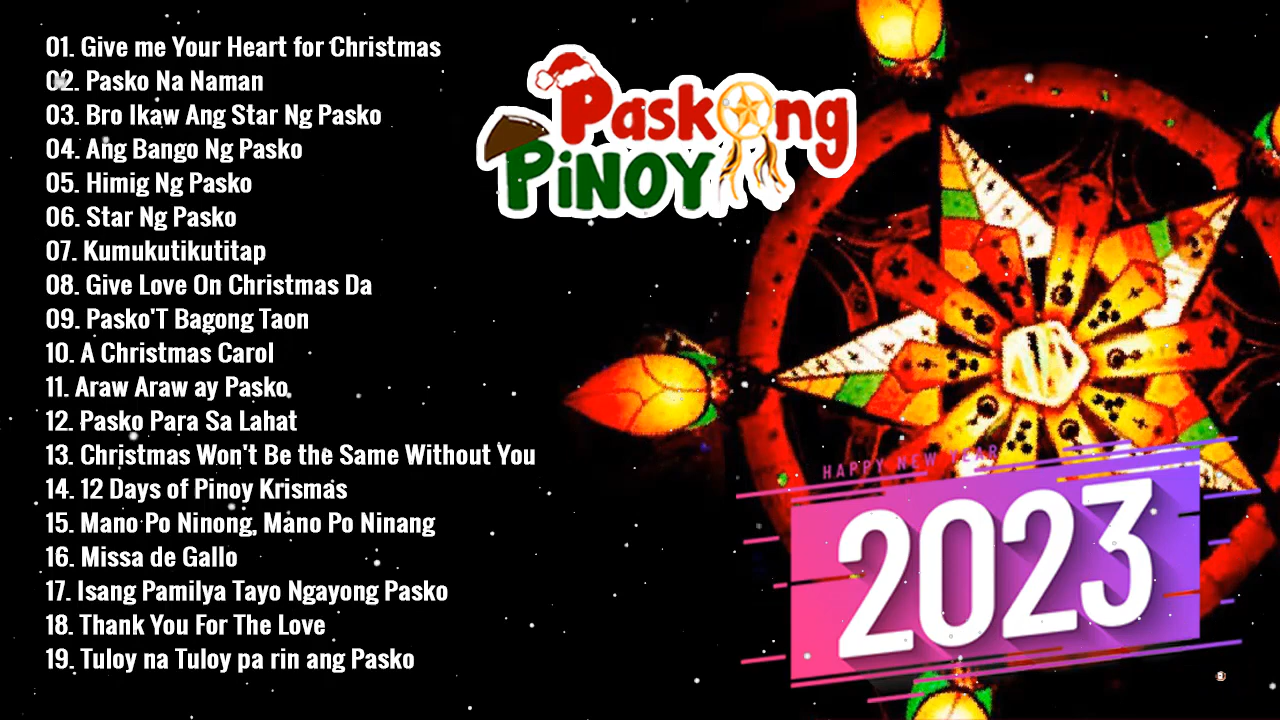 01. Give me Your Heart for Christmas
02. Pasko Na Naman
03. Bro Ikaw Ang Star Ng Pasko
04. Ang Bango Ng Pasko
05. Himig Ng Pasko
06. Star Ng Pasko
07. Kumukutikutitap
08. Give Love On Christmas Da
09. Pasko'T Bagong Taon
10. A Christmas Carol
11. Araw Araw ay Pasko
12. Pasko Para Sa Lahat
13. Christmas Won't Be the Same Without You
14. 12 Days of Pinoy Krismas
15. Mano Po Ninong, Mano Po Ninang
16. Missa de Gallo
17. Isang Pamilya Tayo Ngayong Pasko
18. Thank You For The Love
19. Tuloy na Tuloy pa rin ang Pasko
Paskong
PiNOY
HAPPY NEW YEAR
2023